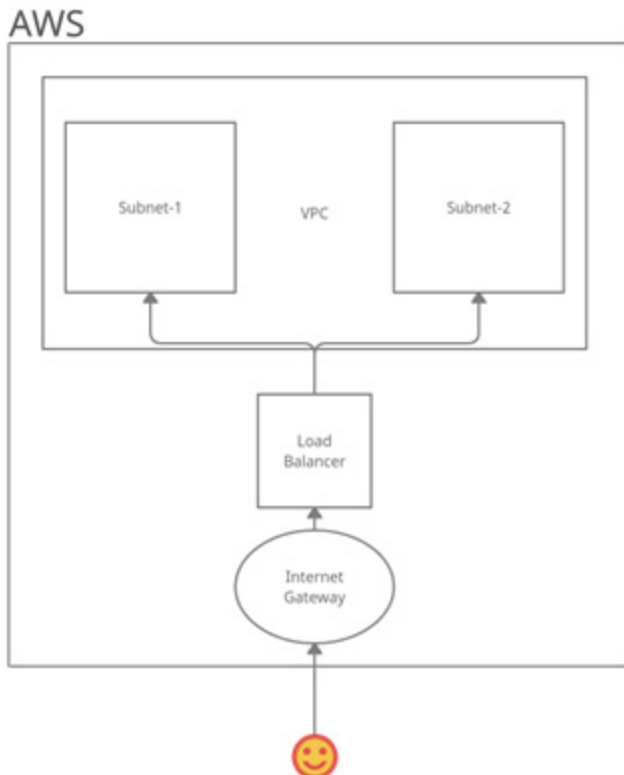 AWS
Subnet-1
VPC
Subnet-2
Load
Balancer
Internet
Gateway